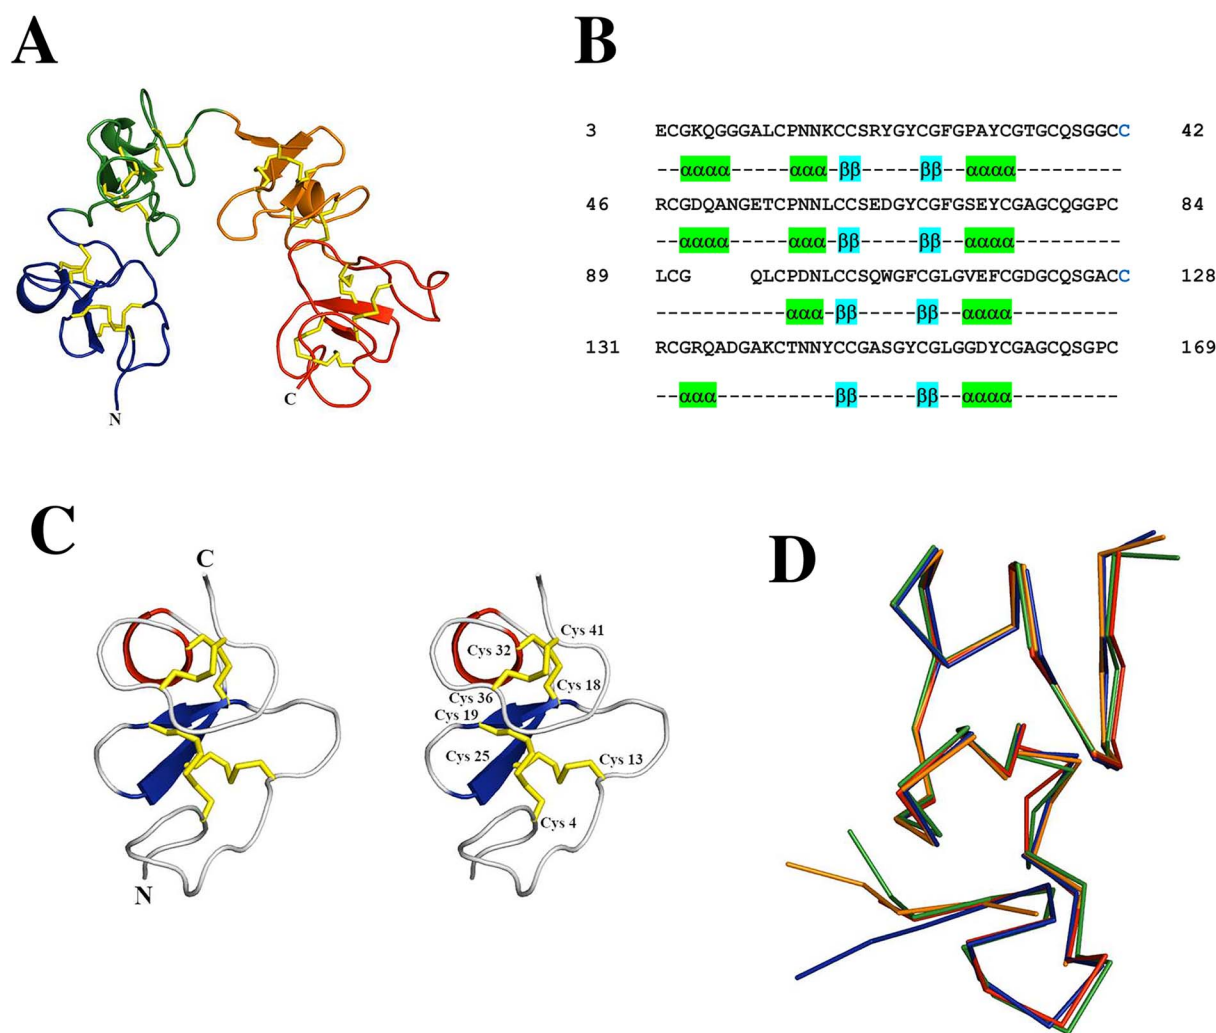 A
B
3 ECGKQGGGALCPNNKCCSRYGYCGFGPAYCGTGCQSGGCC 42
--αααα-----ααα-ββ-----ββ--αααα---------
46 RCGDQANGETCPNNLCCSEDGYCGFGSEYCGAGCQGGPC 84
--αααα-----ααα-ββ-----ββ--αααα---------
89 LCG QLCPDNLCCSQWGFCGLGVEFCGDGCQSGACC 128
-----------ααα-ββ-----ββ--αααα---------
131 RCGRQADGAKCTNNYCCGASGYCGLGGDYCGAGCQSGPC 169
--ααα----------ββ-----ββ--αααα---------
N
C
C
D
C
Cys 41
Cys 32
Cys 18
Cys 36
Cys 19
Cys 25
Cys 13
Cys 4
N